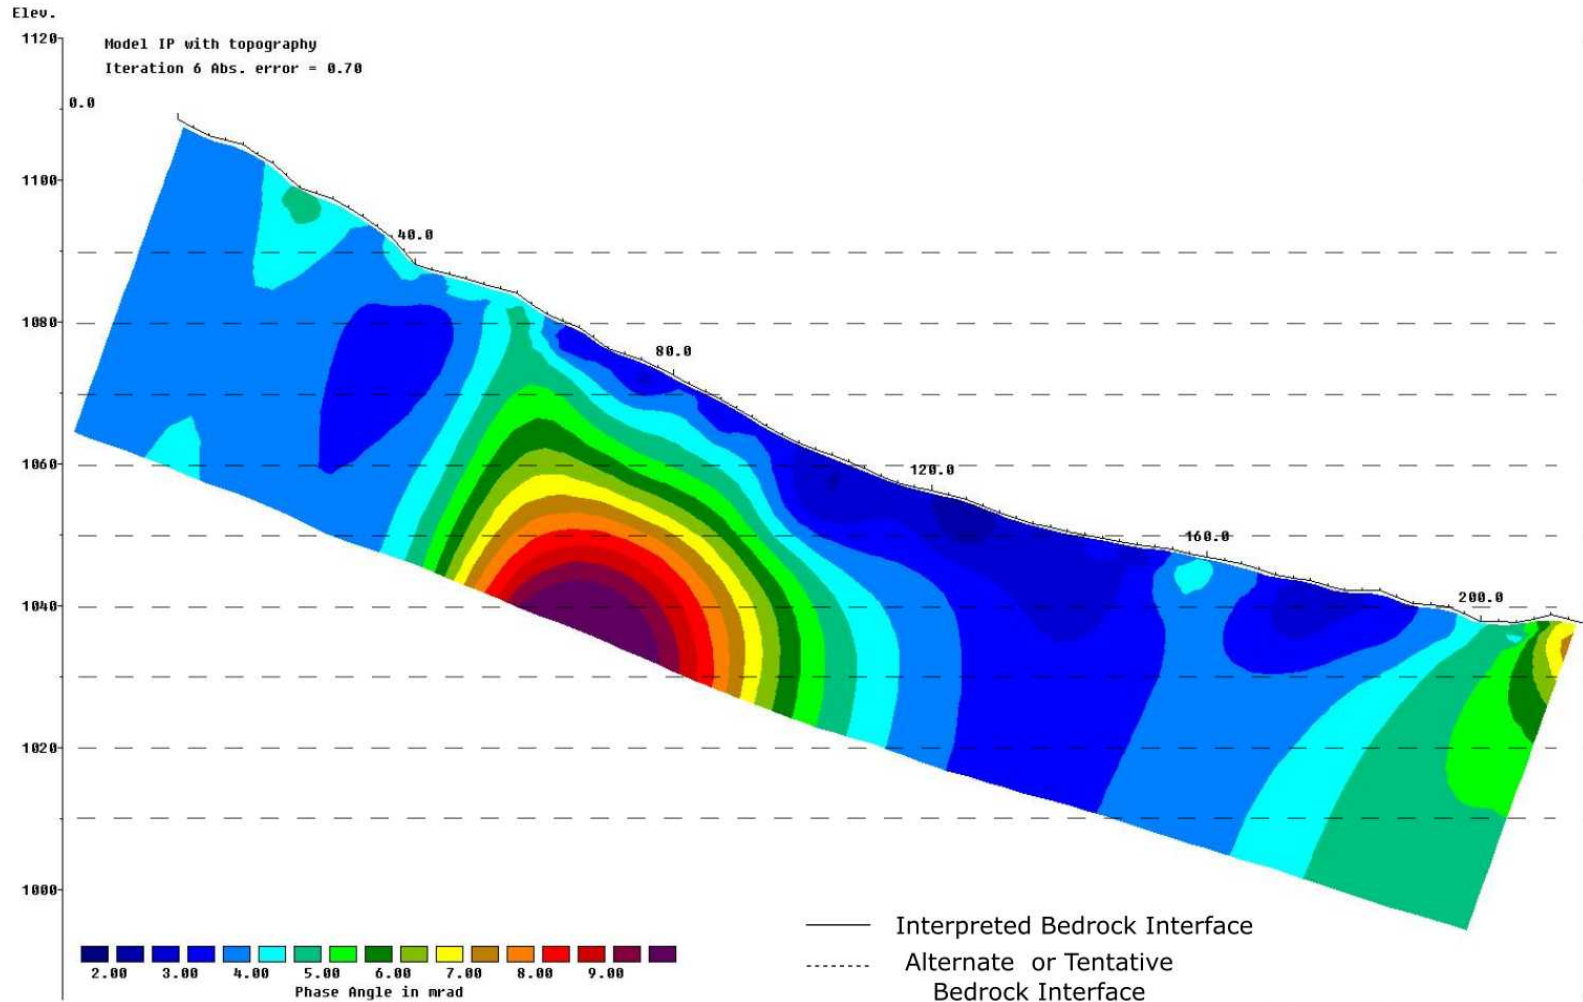 Elev.
1120
Model IP with topography
Iteration 6 Abs. error = 0.70
0.0
1100
40.0
1080
80.0
1060
120.0
160.0
1040
200.0
1020
1000
Interpreted Bedrock Interface
Alternate or Tentative
Bedrock Interface
2.00 3.00 4.00 5.00 6.00 7.00 8.00 9.00
Phase Angle in mrad